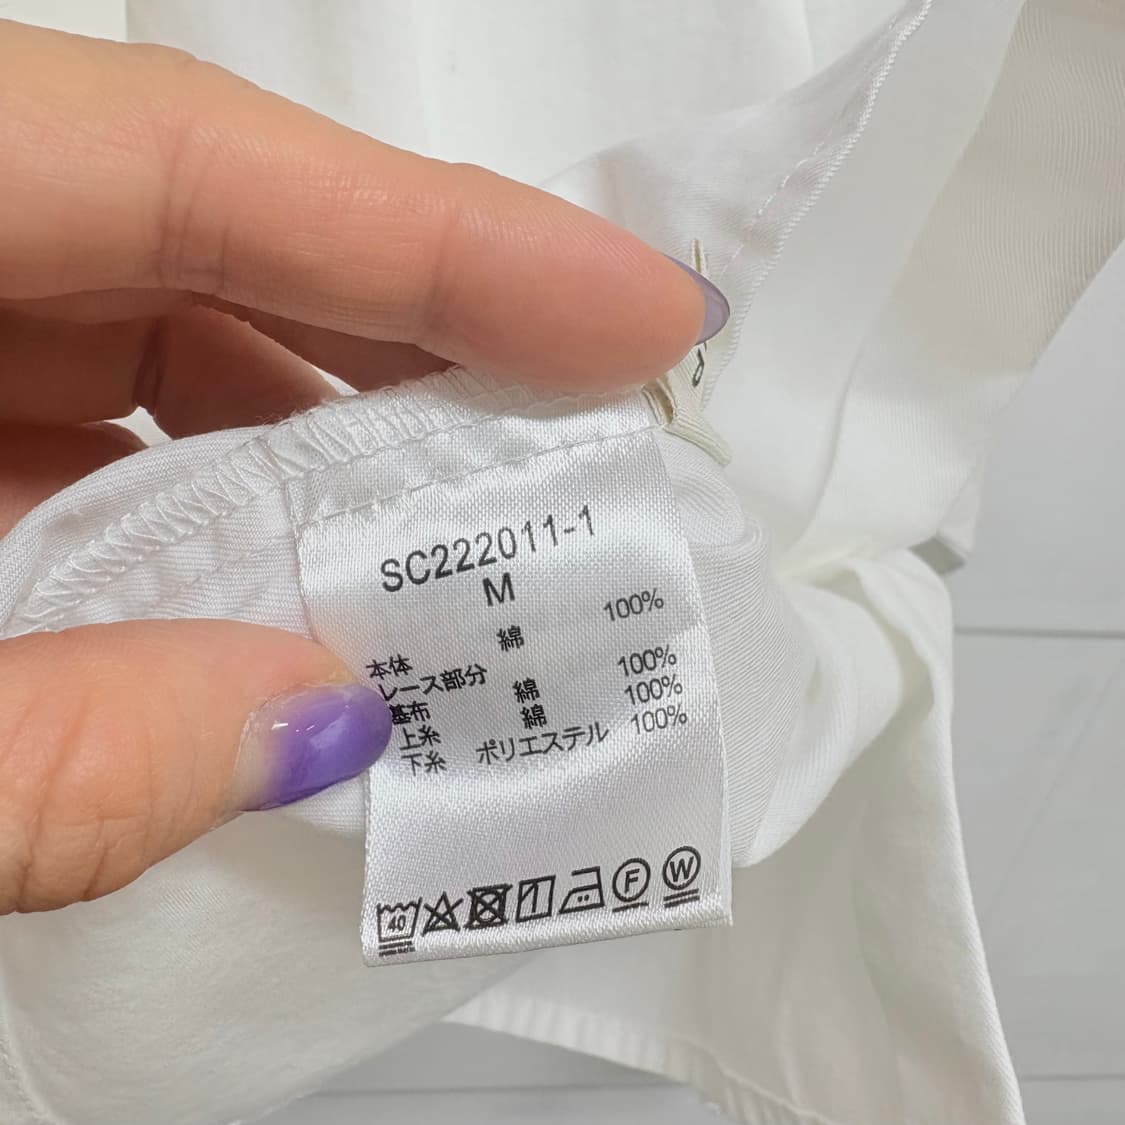 SC222011-1
M
本体 綿 100%
レース部分
基布 綿 100%
上糸 綿 100%
下糸 ポリエステル 100%
40 F W